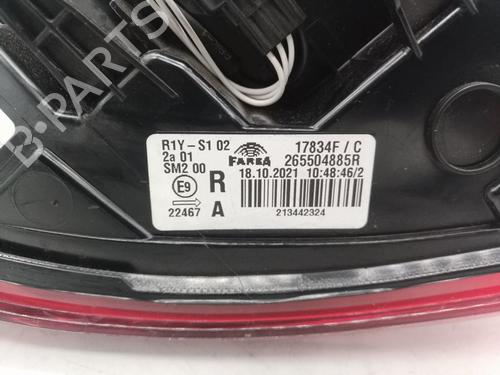 B-PARTS
R1Y-S1 02
2a 01
SM2 00
E9
22467
R
A
FARBA
17834F / C
265504885R
18.10.2021 10:48:46/2
213442324